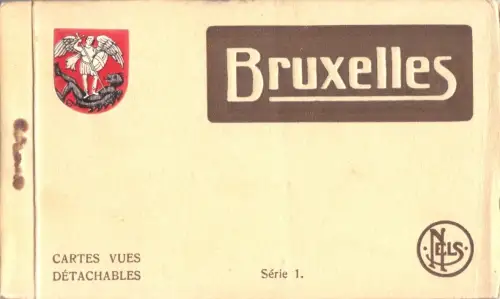 Bruxelles
NELS
CARTES VUES
DÉTACHABLES
Série 1.